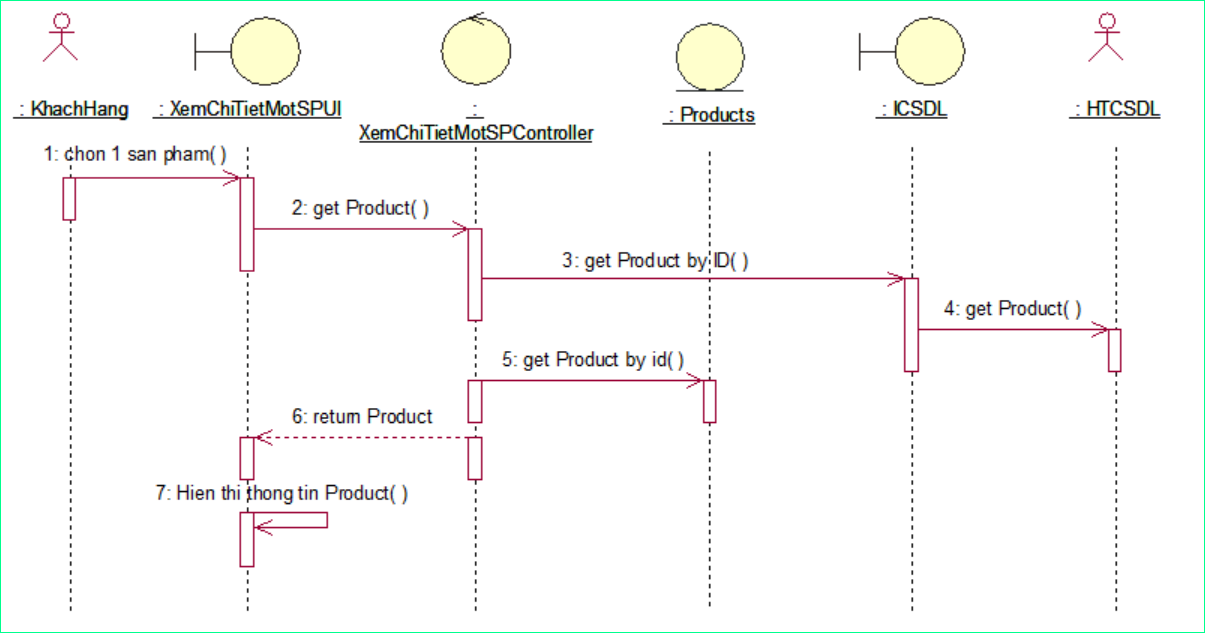 : KhachHang
: XemChiTietMotSPUI
:
XemChiTietMotSPController
: Products
: ICSDL
: HTCSDL
1: chon 1 san pham( )
2: get Product( )
3: get Product by ID( )
4: get Product( )
5: get Product by id( )
6: return Product
7: Hien thi thong tin Product( )